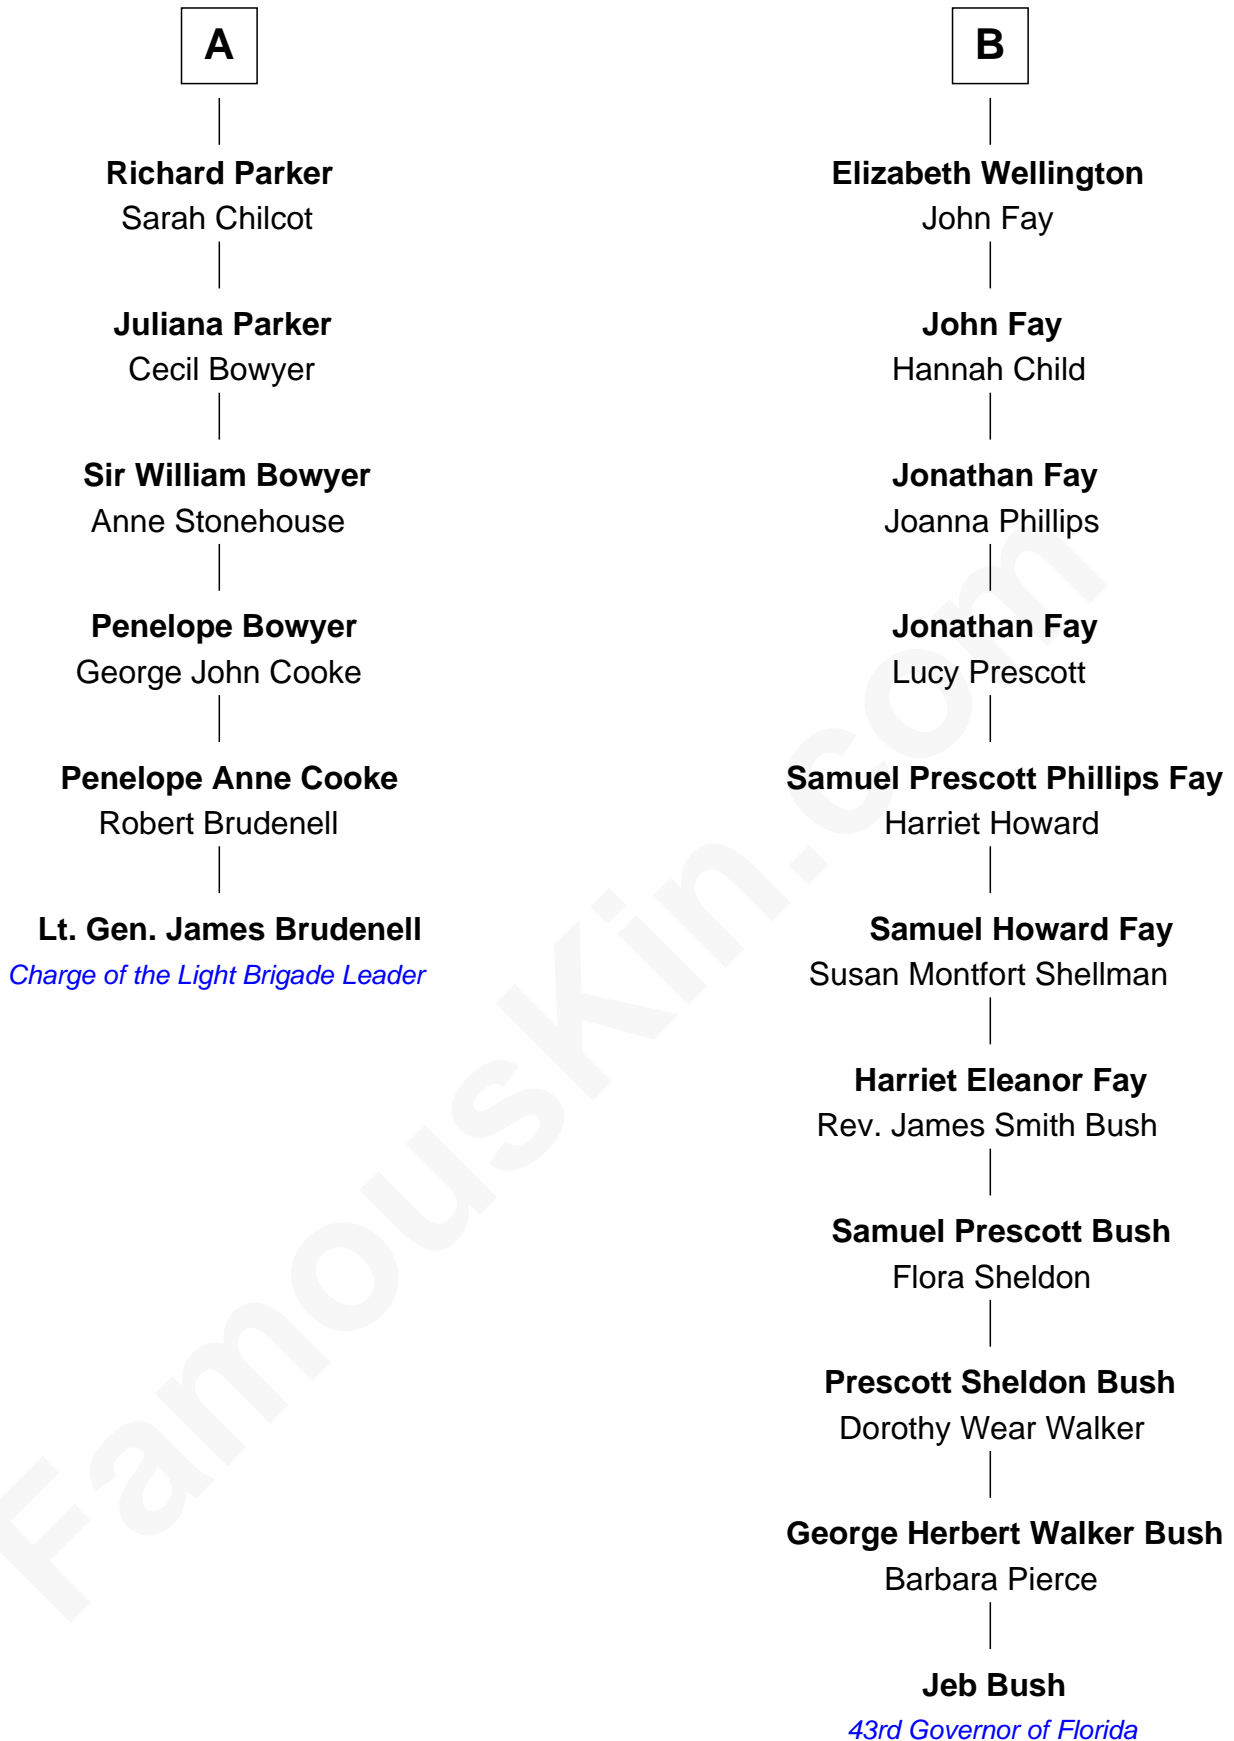 A
Richard Parker
Sarah Chilcot
Juliana Parker
Cecil Bowyer
Sir William Bowyer
Anne Stonehouse
Penelope Bowyer
George John Cooke
Penelope Anne Cooke
Robert Brudenell
Lt. Gen. James Brudenell
Charge of the Light Brigade Leader
B
Elizabeth Wellington
John Fay
John Fay
Hannah Child
Jonathan Fay
Joanna Phillips
Jonathan Fay
Lucy Prescott
Samuel Prescott Phillips Fay
Harriet Howard
Samuel Howard Fay
Susan Montfort Shellman
Harriet Eleanor Fay
Rev. James Smith Bush
Samuel Prescott Bush
Flora Sheldon
Prescott Sheldon Bush
Dorothy Wear Walker
George Herbert Walker Bush
Barbara Pierce
Jeb Bush
43rd Governor of Florida
FamousKin.com